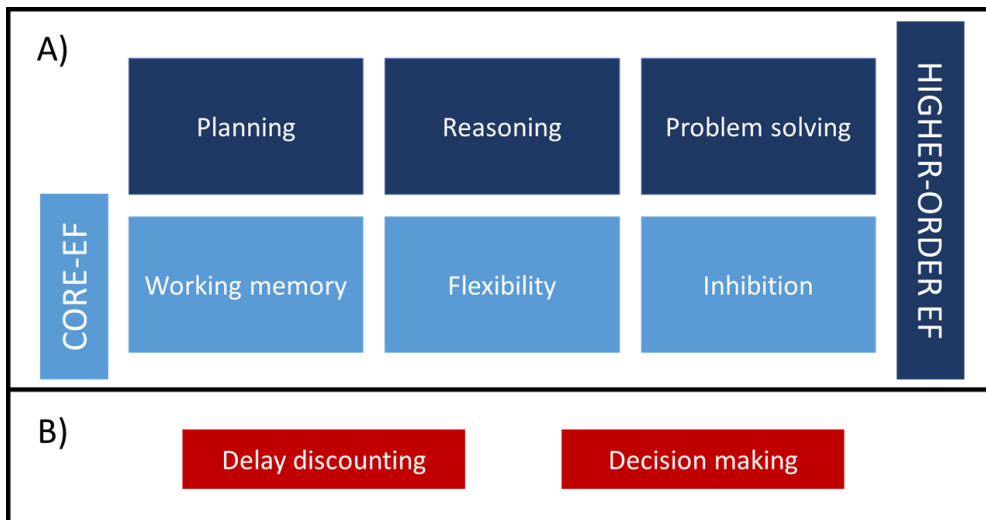 A)
Planning
Reasoning
Problem solving
HIGHER-ORDER EF
CORE-EF
Working memory
Flexibility
Inhibition
B)
Delay discounting
Decision making